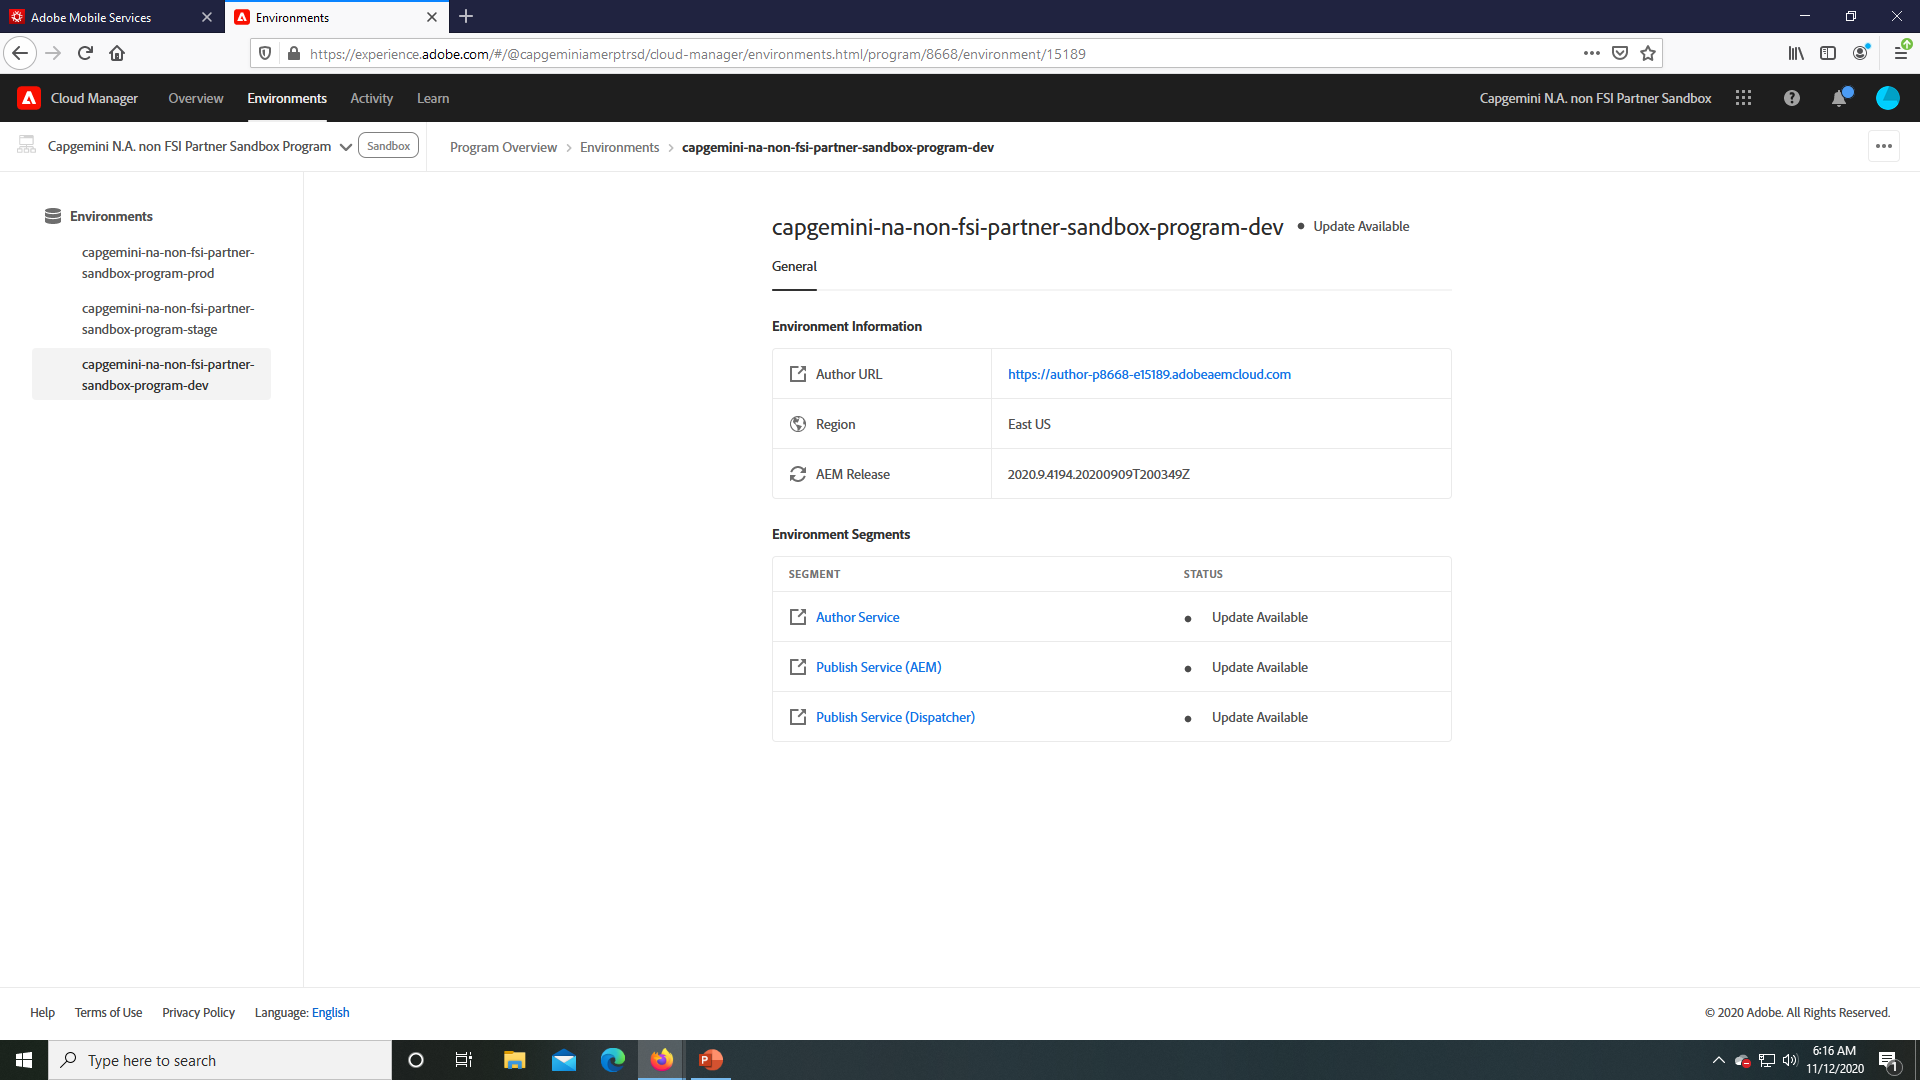 Adobe Mobile Services
Environments
https://experience.adobe.com/#/@capgeminiamerptrsd/cloud-manager/environments.html/program/8668/environment/15189
Cloud Manager
Overview
Environments
Activity
Learn
Capgemini N.A. non FSI Partner Sandbox
Capgemini N.A. non FSI Partner Sandbox Program
Sandbox
Program Overview > Environments > capgemini-na-non-fsi-partner-sandbox-program-dev
Environments
capgemini-na-non-fsi-partner-
sandbox-program-prod
capgemini-na-non-fsi-partner-
sandbox-program-stage
capgemini-na-non-fsi-partner-
sandbox-program-dev
capgemini-na-non-fsi-partner-sandbox-program-dev
Update Available
General
Environment Information
Author URL
https://author-p8668-e15189.adobeaemcloud.com
Region
East US
AEM Release
2020.9.4194.20200909T200349Z
Environment Segments
SEGMENT
STATUS
Author Service
Update Available
Publish Service (AEM)
Update Available
Publish Service (Dispatcher)
Update Available
Help
Terms of Use
Privacy Policy
Language: English
© 2020 Adobe. All Rights Reserved.
Type here to search
6:16 AM
11/12/2020
1